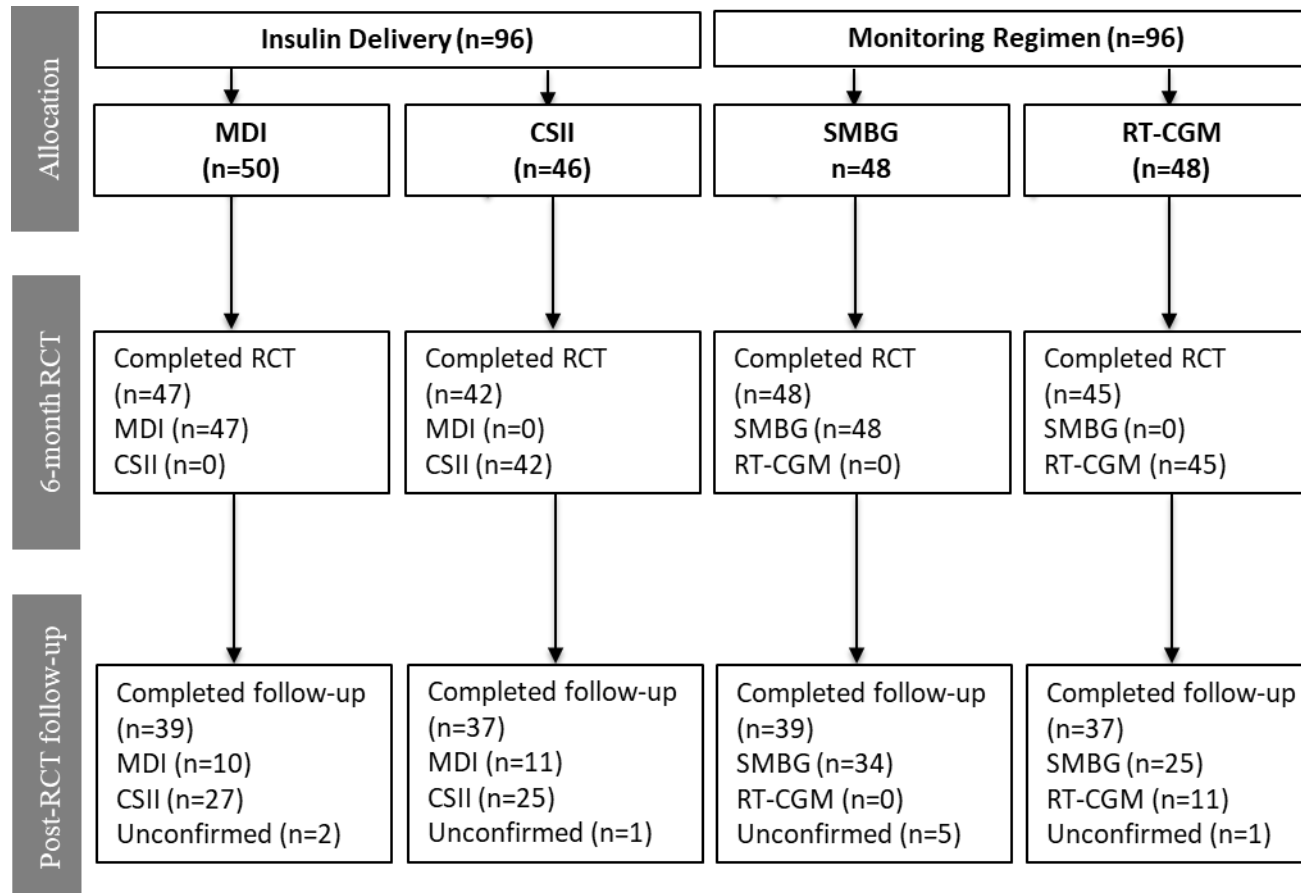 Allocation
Insulin Delivery (n=96)
Monitoring Regimen (n=96)
MDI
(n=50)
CSII
(n=46)
SMBG
n=48
RT-CGM
(n=48)
6-month RCT
Completed RCT
(n=47)
MDI (n=47)
CSII (n=0)
Completed RCT
(n=42)
MDI (n=0)
CSII (n=42)
Completed RCT
(n=48)
SMBG (n=48
RT-CGM (n=0)
Completed RCT
(n=45)
SMBG (n=0)
RT-CGM (n=45)
Post-RCT follow-up
Completed follow-up
(n=39)
MDI (n=10)
CSII (n=27)
Unconfirmed (n=2)
Completed follow-up
(n=37)
MDI (n=11)
CSII (n=25)
Unconfirmed (n=1)
Completed follow-up
(n=39)
SMBG (n=34)
RT-CGM (n=0)
Unconfirmed (n=5)
Completed follow-up
(n=37)
SMBG (n=25)
RT-CGM (n=11)
Unconfirmed (n=1)